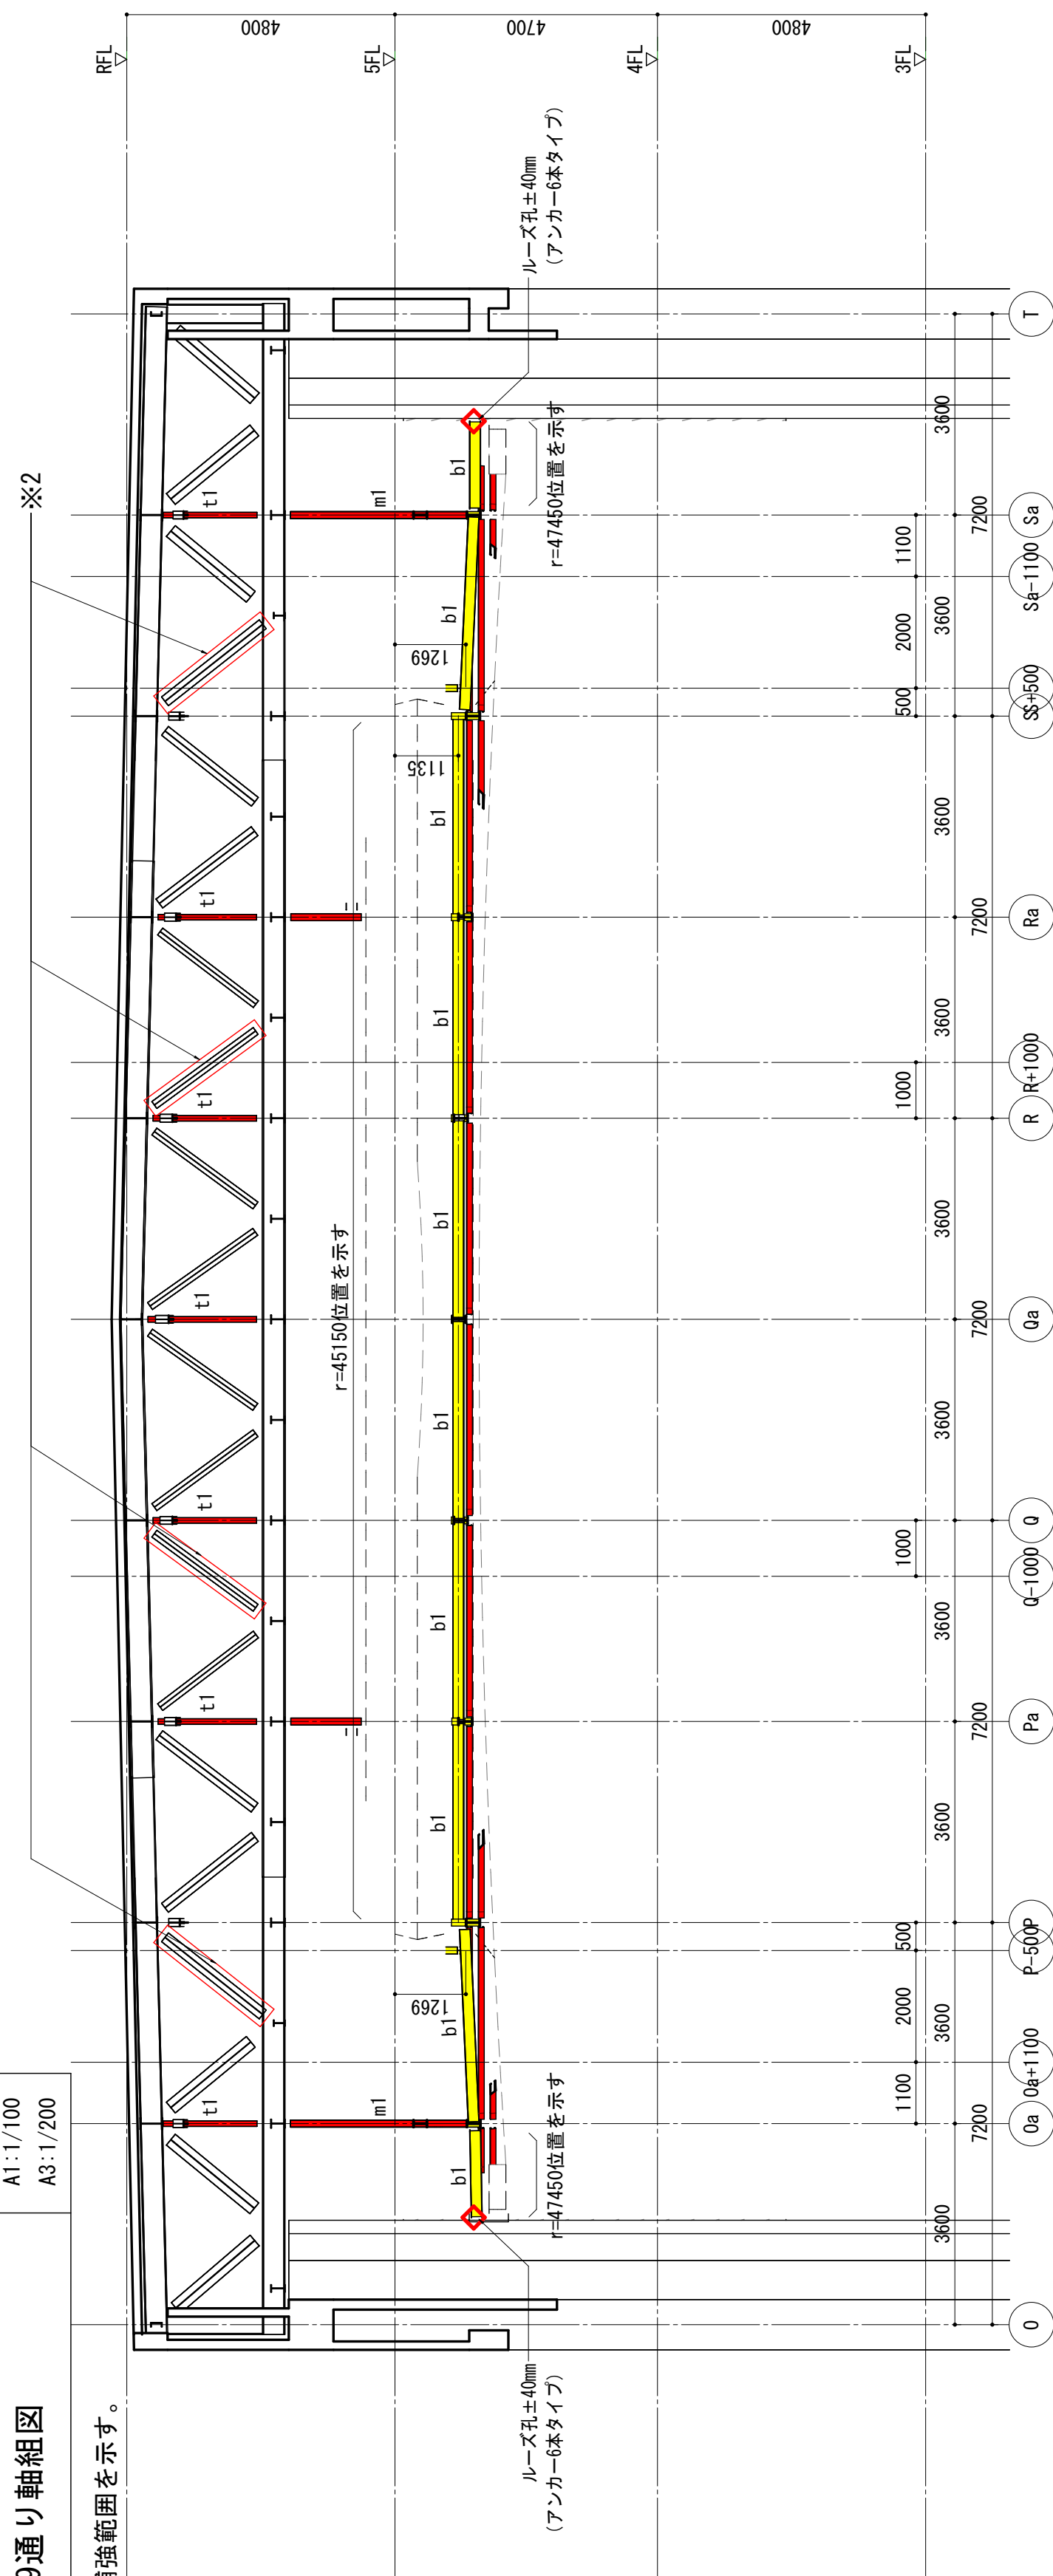 9通り軸組図
A1:1/100
A3:1/200
強範囲を示す。
※2
RFL
4800
5FL
4700
4FL
4800
3FL
t1
t1
t1
t1
t1
t1
t1
m1
m1
r=45150位置を示す
1269
1135
1269
b1
b1
b1
b1
b1
b1
b1
b1
b1
b1
r=47450位置を示す
r=47450位置を示す
ルーズ孔±40mm
(アンカー6本タイプ)
ルーズ孔±40mm
(アンカー6本タイプ)
1100
2000
500
1000
1000
500
2000
1100
3600
3600
3600
3600
3600
3600
3600
3600
3600
3600
7200
7200
7200
7200
7200
O
Oa
Oa+1100
P-500
P
Pa
Q-1000
Q
Qa
R
R+1000
Ra
S
S+500
Sa-1100
Sa
T